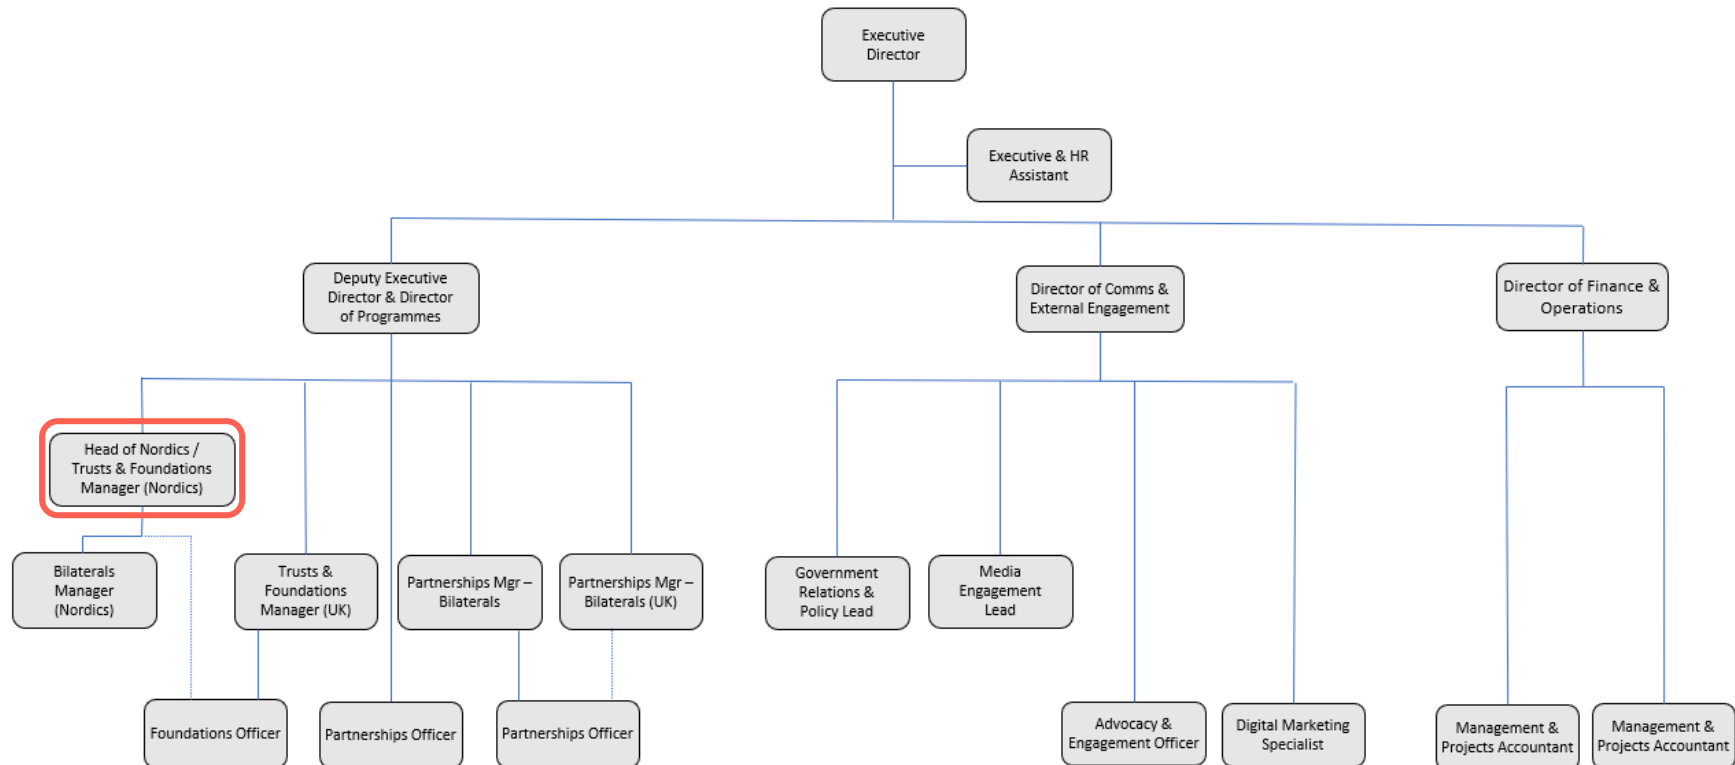 Executive
Director
Executive & HR
Assistant
Deputy Executive
Director & Director
of Programmes
Director of Comms &
External Engagement
Director of Finance &
Operations
Head of Nordics /
Trusts & Foundations
Manager (Nordics)
Bilaterals
Manager
(Nordics)
Trusts &
Foundations
Manager (UK)
Partnerships Mgr –
Bilaterals
Partnerships Mgr –
Bilaterals (UK)
Government
Relations &
Policy Lead
Media
Engagement
Lead
Foundations Officer
Partnerships Officer
Partnerships Officer
Advocacy &
Engagement Officer
Digital Marketing
Specialist
Management &
Projects Accountant
Management &
Projects Accountant